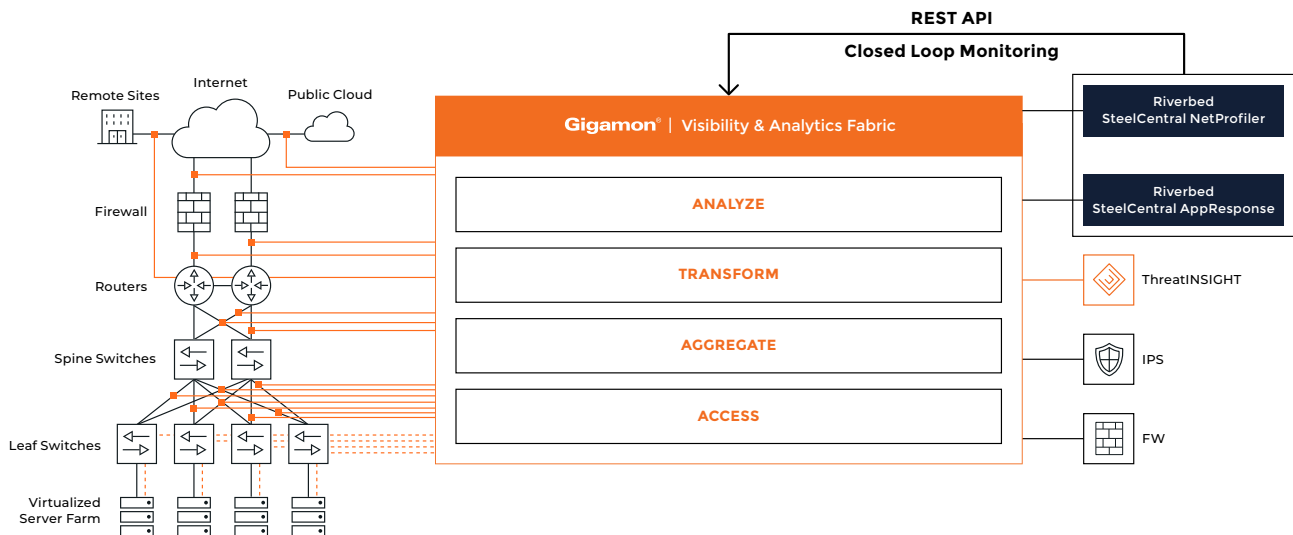 REST API
Closed Loop Monitoring
Internet
Remote Sites
Public Cloud
Gigamon® | Visibility & Analytics Fabric
Riverbed
SteelCentral NetProfiler
ANALYZE
Riverbed
SteelCentral AppResponse
Firewall
TRANSFORM
ThreatINSIGHT
Routers
AGGREGATE
IPS
Spine Switches
ACCESS
FW
Leaf Switches
Virtualized
Server Farm